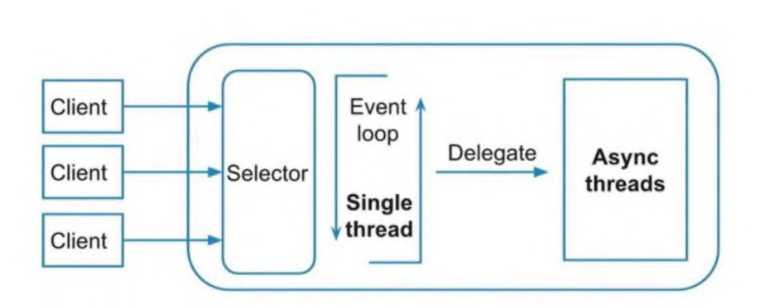 Client
Client
Client
Selector
Event
loop
Single
thread
Delegate
Async
threads